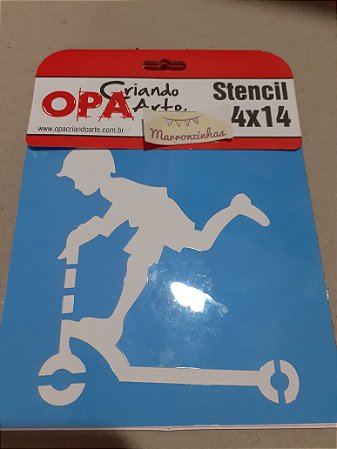 OPA Criando Arte.
www.opacriandoarte.com.br
Marronzinhas
Stencil
4x14